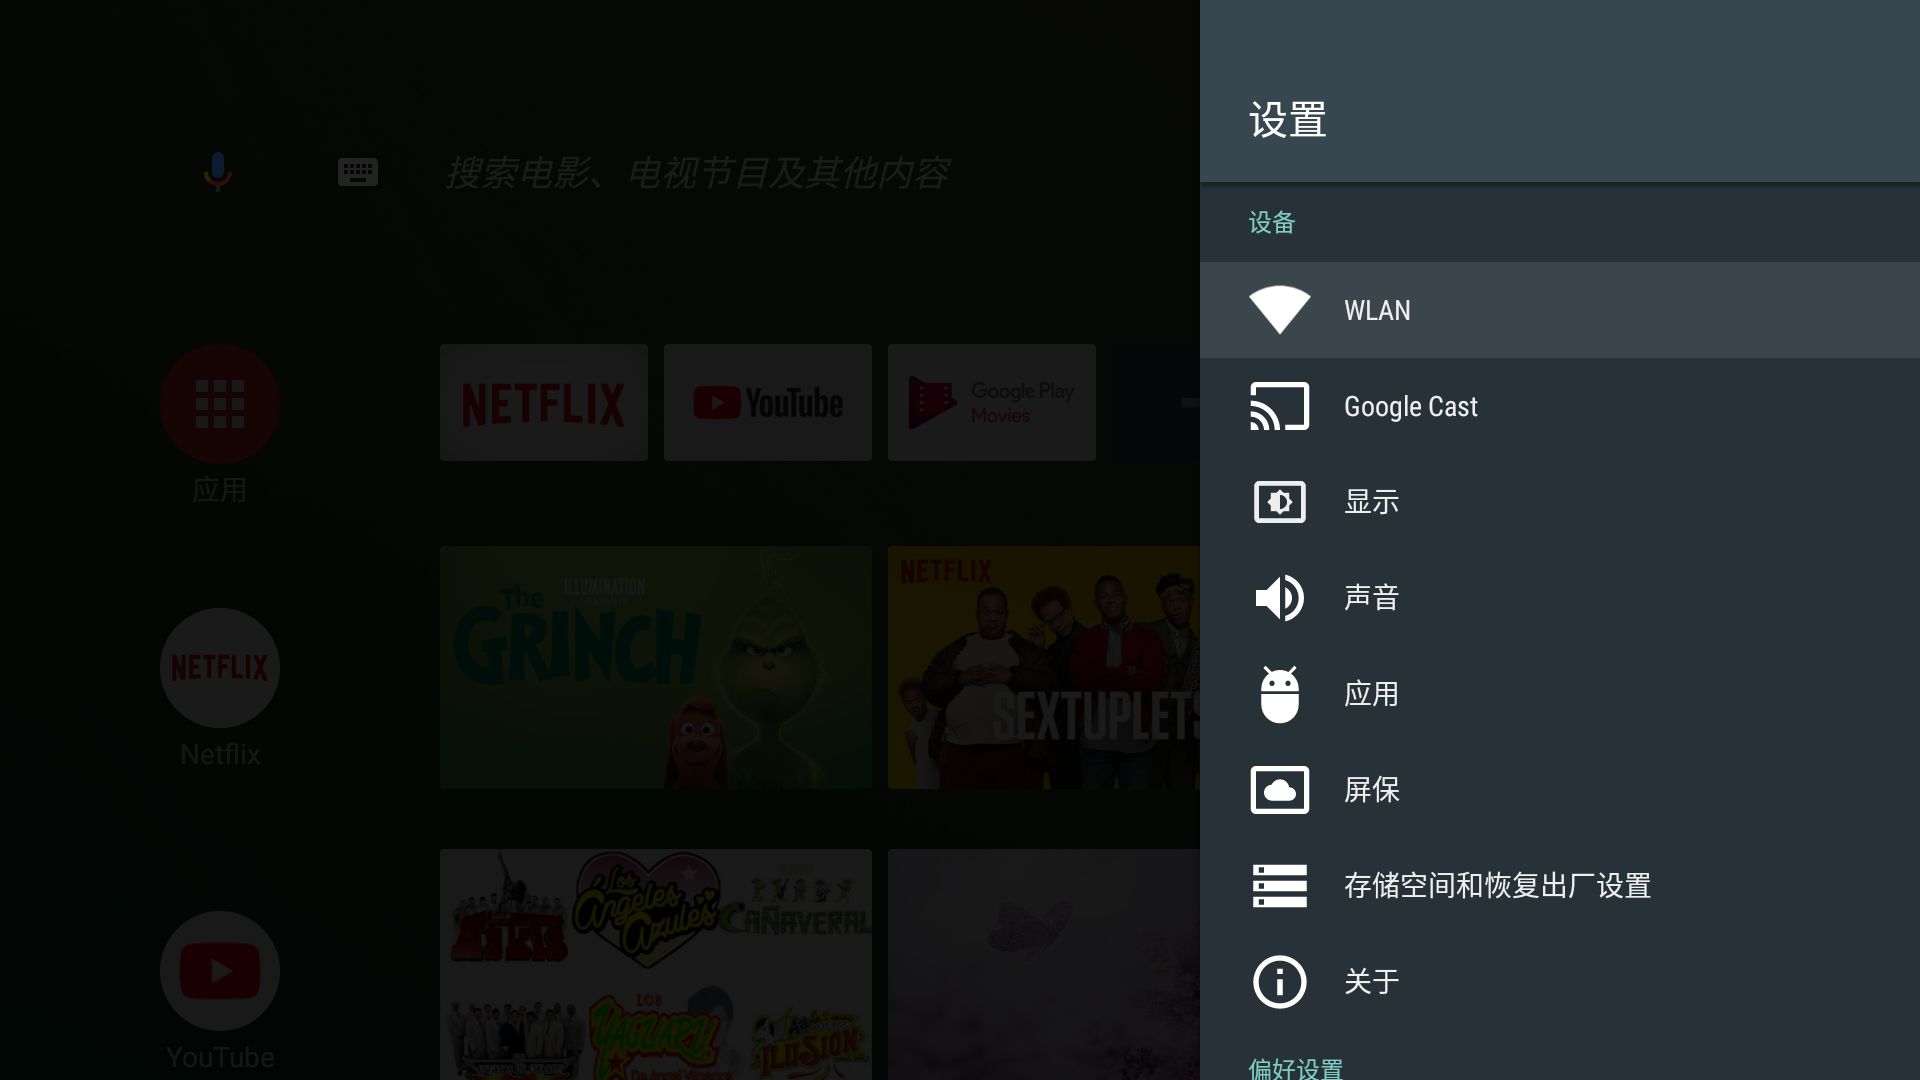 搜索电影、电视节目及其他内容
应用
NETFLIX
YouTube
Google Play
Movies
NETFLIX
Netflix
ILLUMINATION
The
GRINCH
NETFLIX
SEXTUPLETS
YouTube
Los
Ángeles
Azules
CAÑAVERAL
LOS
YAGUARU
ILUSION
设置
设备
WLAN
Google Cast
显示
声音
应用
屏保
存储空间和恢复出厂设置
关于
偏好设置